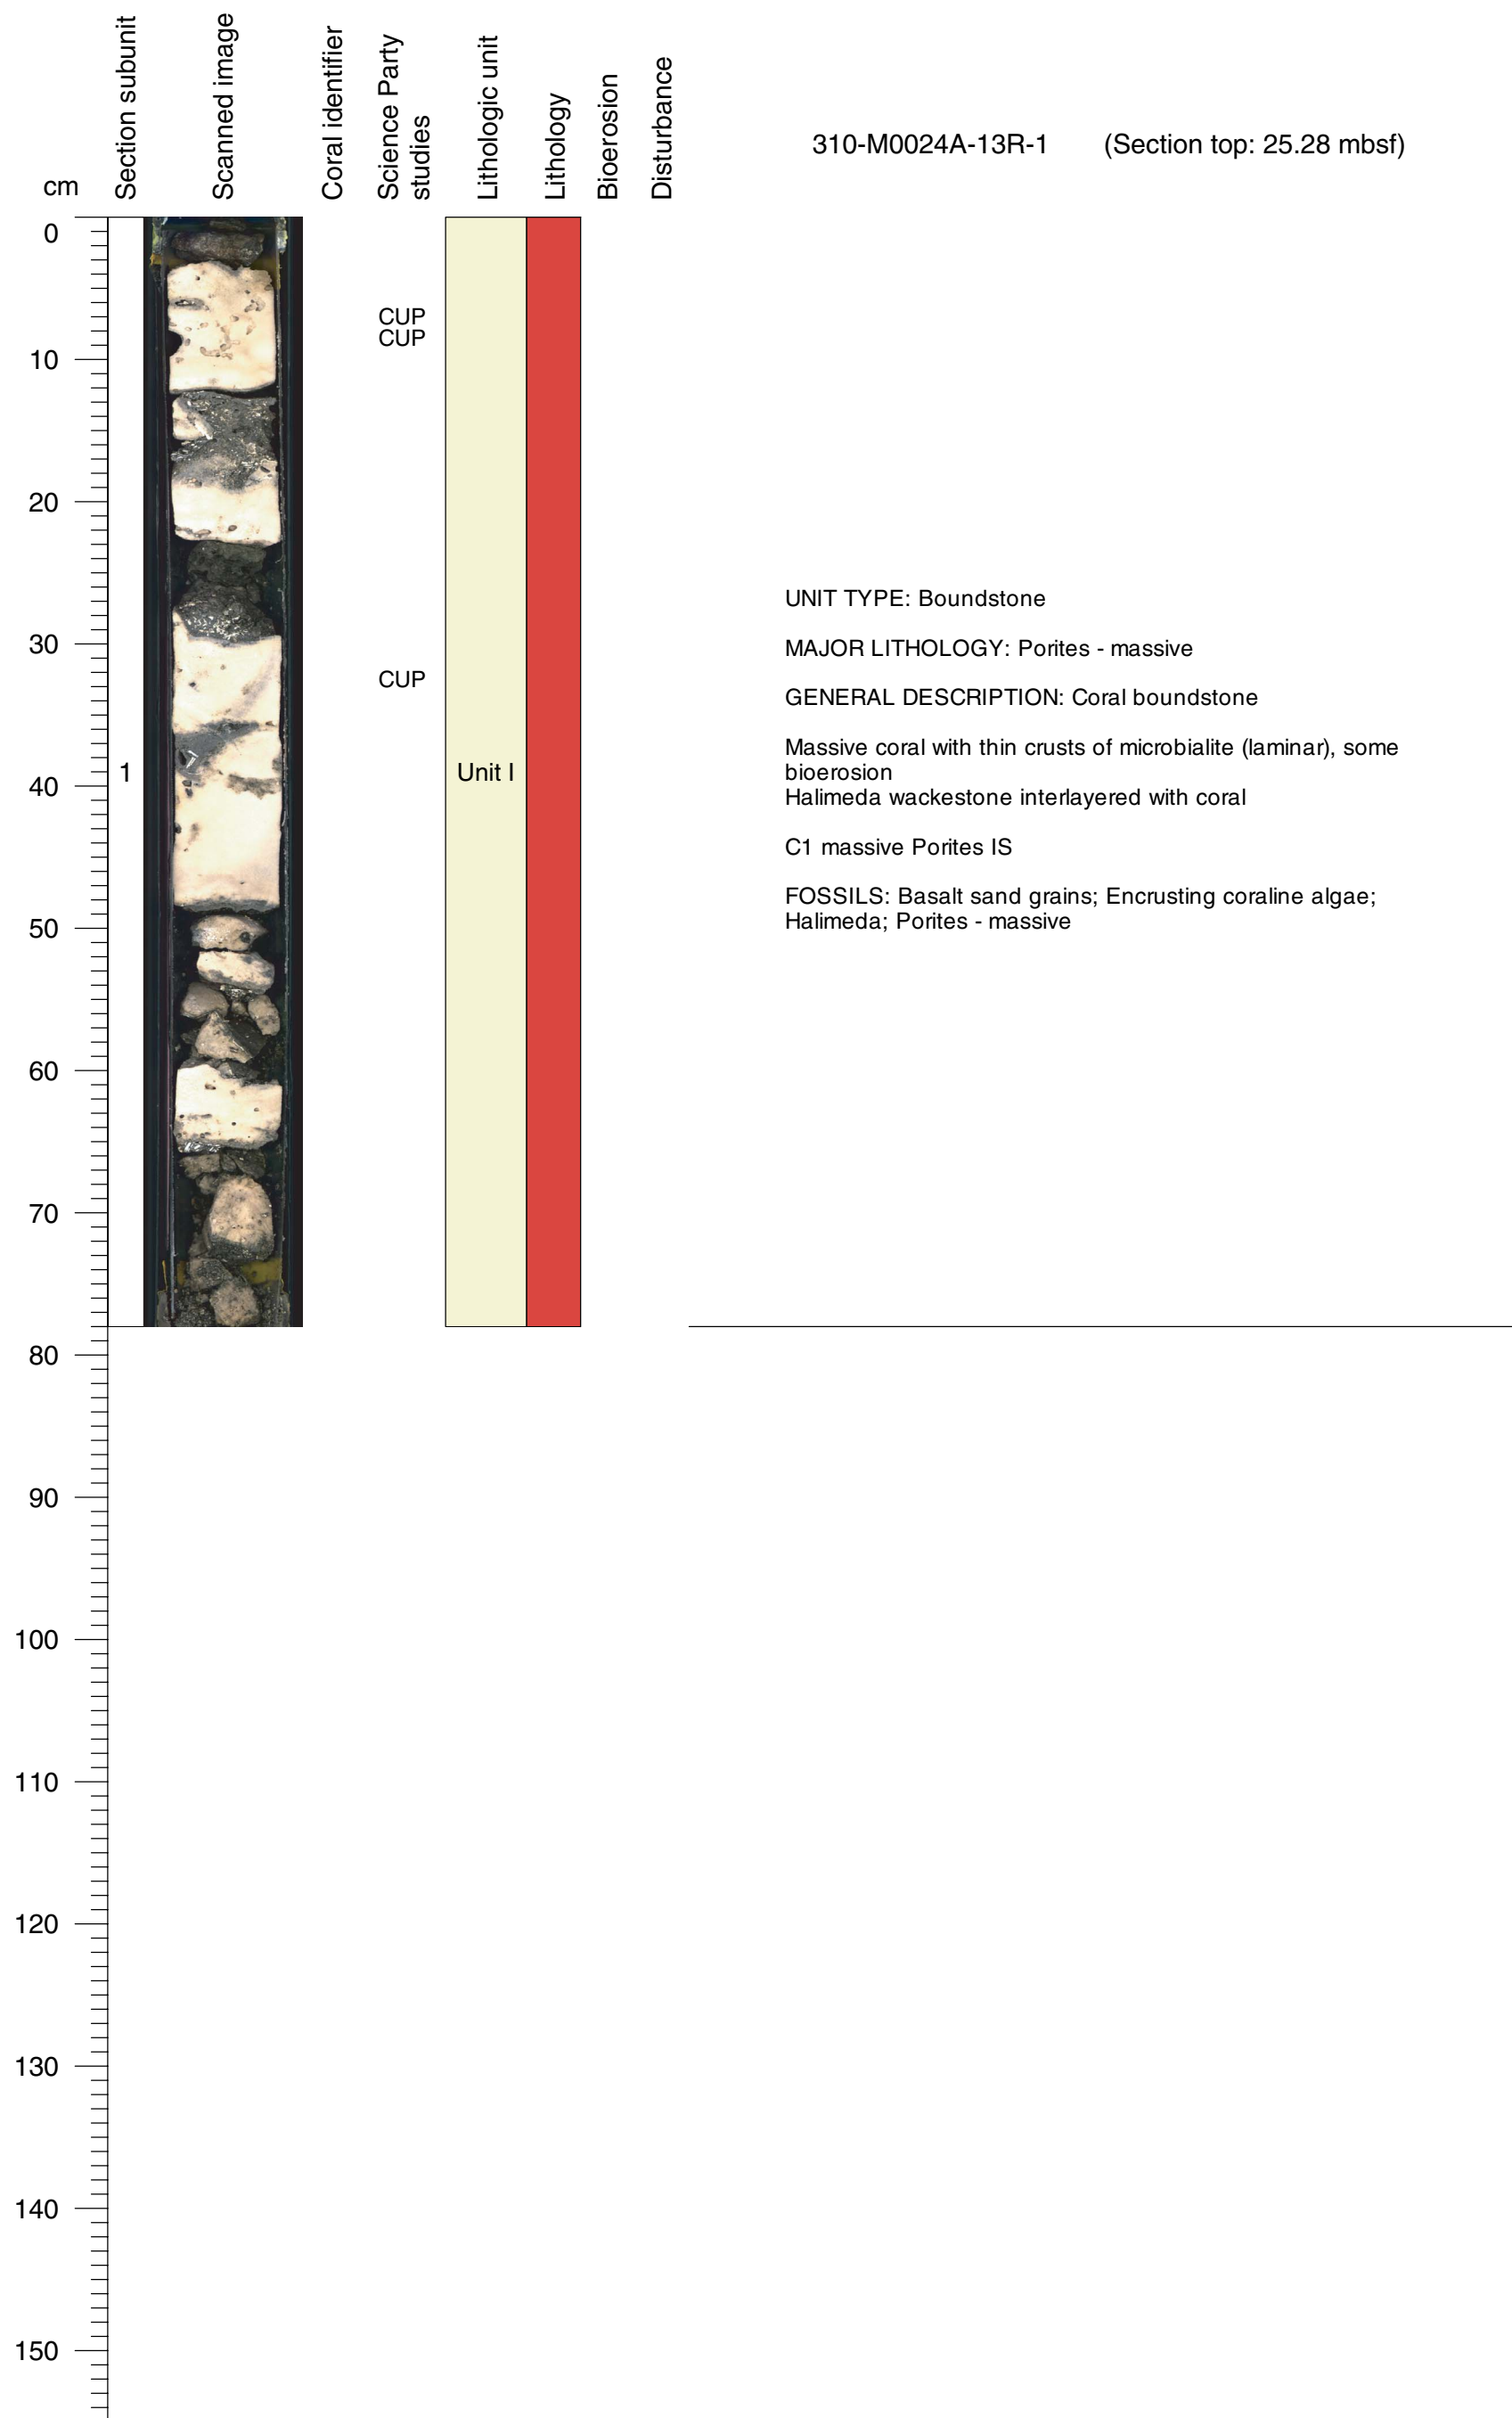 cm
Section subunit
Scanned image
Coral identifier
Science Party
studies
Lithologic unit
Lithology
Bioerosion
Disturbance
310-M0024A-13R-1 (Section top: 25.28 mbsf)
0
CUP
CUP
10
20
UNIT TYPE: Boundstone
30
MAJOR LITHOLOGY: Porites - massive
CUP
GENERAL DESCRIPTION: Coral boundstone
Massive coral with thin crusts of microbialite (laminar), some
bioerosion
1
Unit I
40
Halimeda wackestone interlayered with coral
C1 massive Porites IS
FOSSILS: Basalt sand grains; Encrusting coraline algae;
Halimeda; Porites - massive
50
60
70
80
90
100
110
120
130
140
150